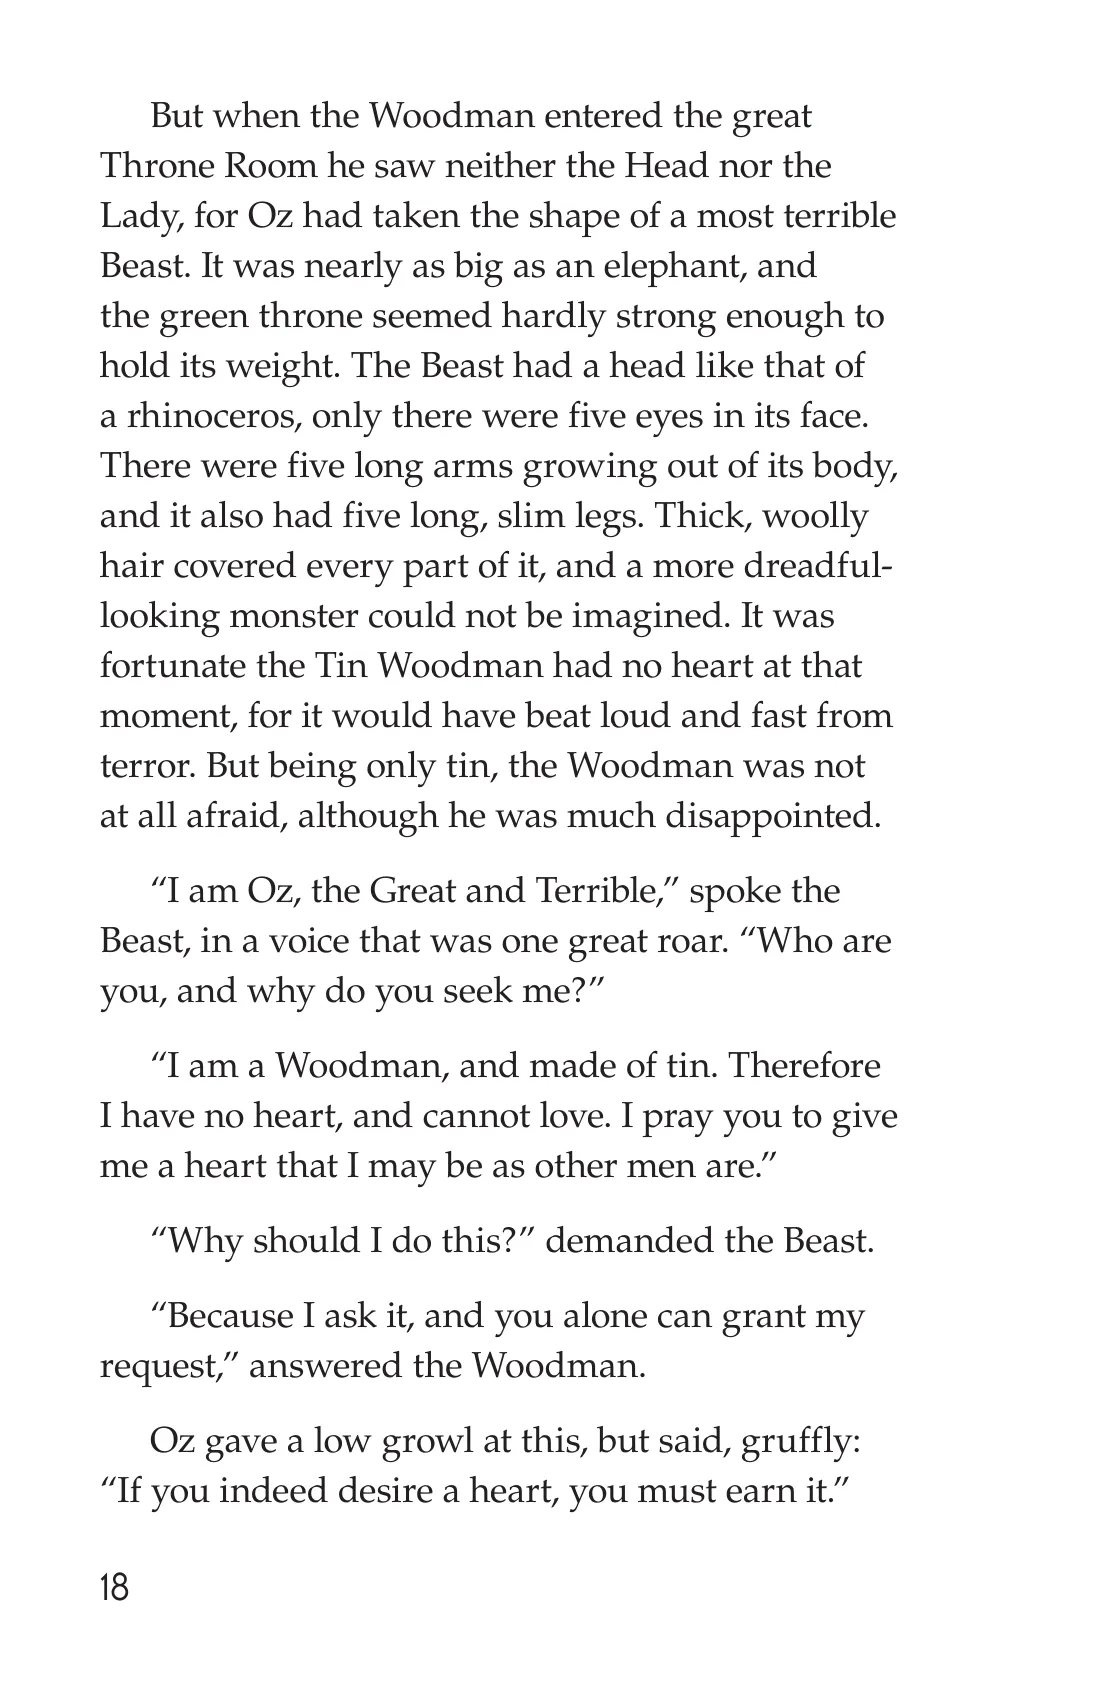 But when the Woodman entered the great
Throne Room he saw neither the Head nor the
Lady, for Oz had taken the shape of a most terrible
Beast. It was nearly as big as an elephant, and
the green throne seemed hardly strong enough to
hold its weight. The Beast had a head like that of
a rhinoceros, only there were five eyes in its face.
There were five long arms growing out of its body,
and it also had five long, slim legs. Thick, woolly
hair covered every part of it, and a more dreadful-
looking monster could not be imagined. It was
fortunate the Tin Woodman had no heart at that
moment, for it would have beat loud and fast from
terror. But being only tin, the Woodman was not
at all afraid, although he was much disappointed.
“I am Oz, the Great and Terrible,” spoke the
Beast, in a voice that was one great roar. “Who are
you, and why do you seek me?”
“I am a Woodman, and made of tin. Therefore
I have no heart, and cannot love. I pray you to give
me a heart that I may be as other men are.”
“Why should I do this?” demanded the Beast.
“Because I ask it, and you alone can grant my
request,” answered the Woodman.
Oz gave a low growl at this, but said, gruffly:
“If you indeed desire a heart, you must earn it.”
18